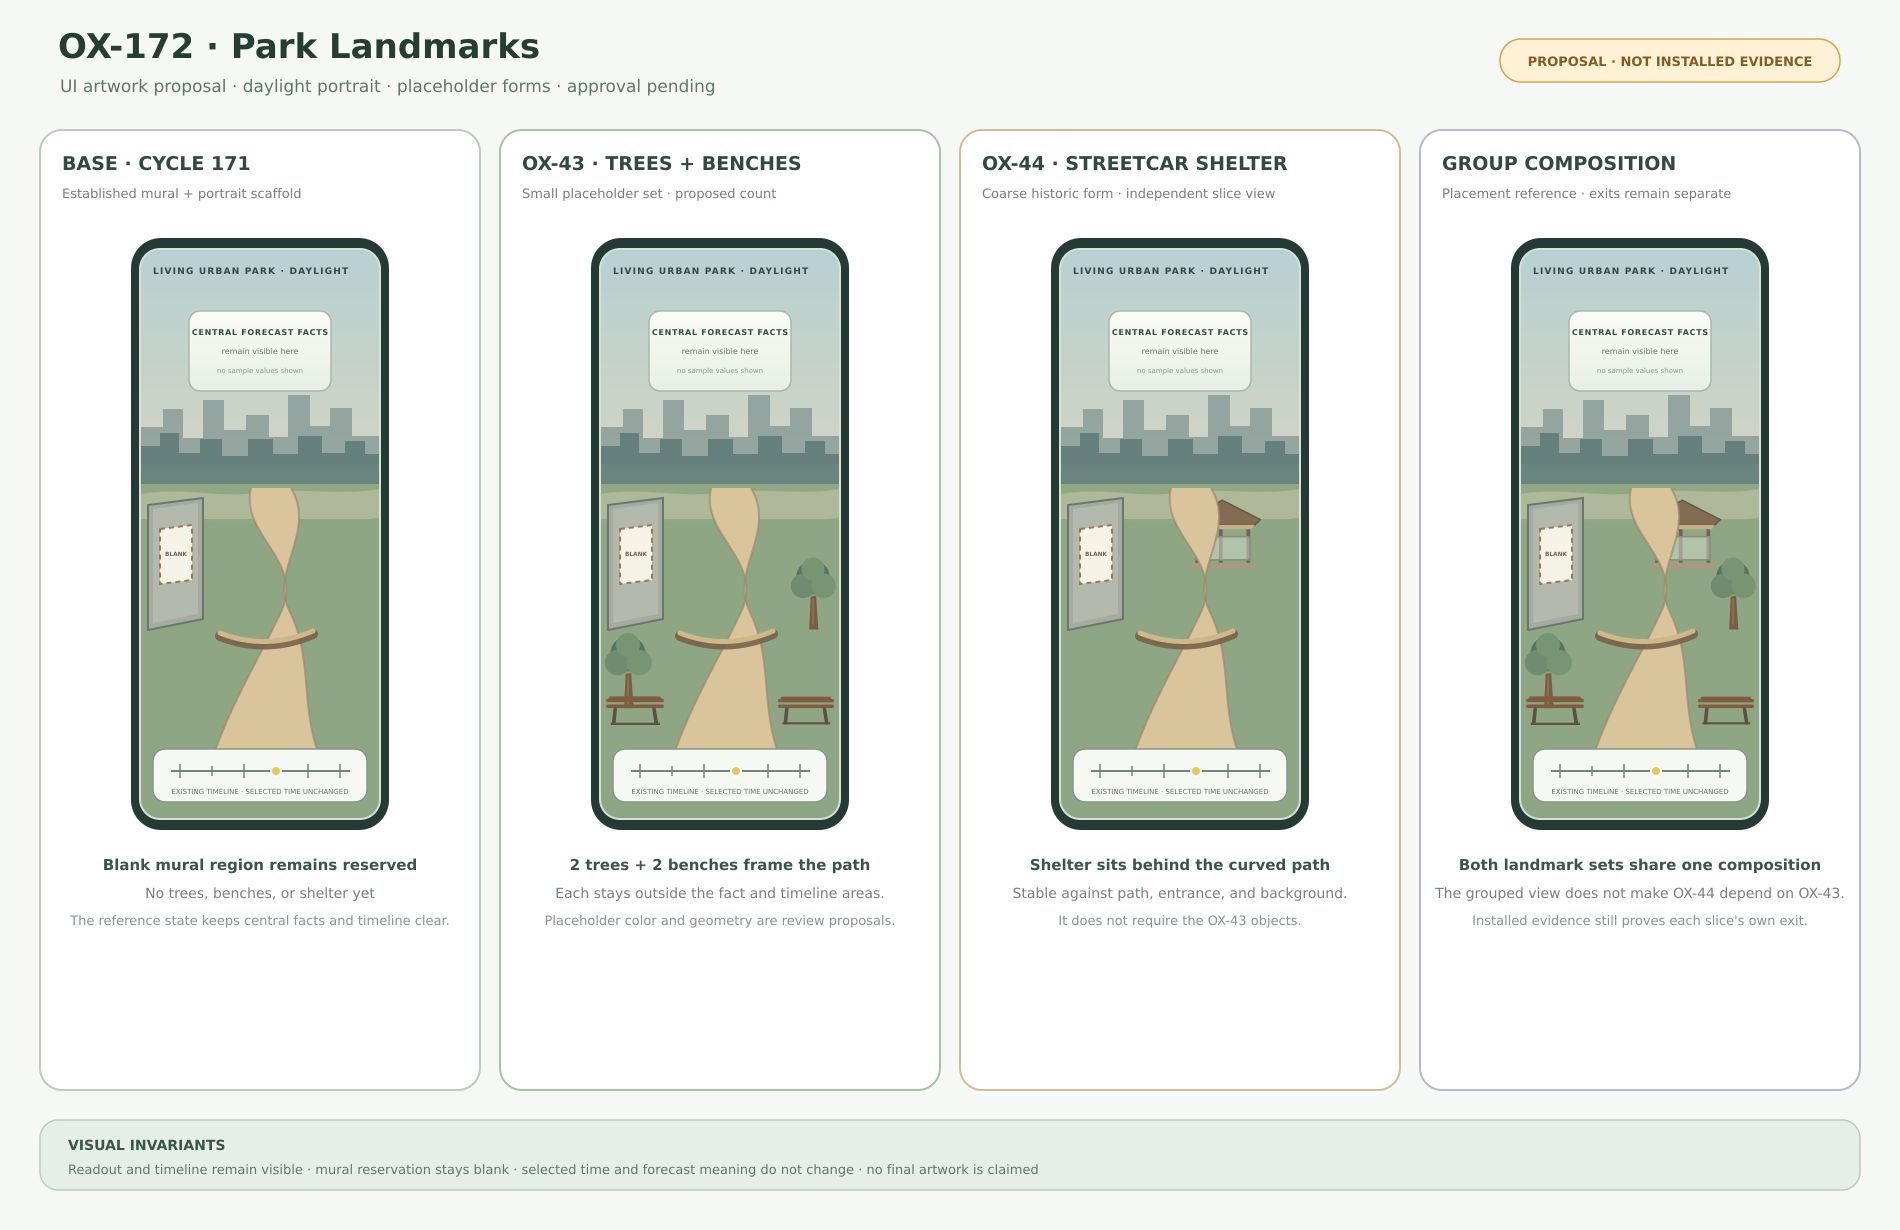 OX-172 · Park Landmarks
UI artwork proposal · daylight portrait · placeholder forms · approval pending
PROPOSAL · NOT INSTALLED EVIDENCE
BASE · CYCLE 171
Established mural + portrait scaffold
LIVING URBAN PARK · DAYLIGHT
CENTRAL FORECAST FACTS
remain visible here
no sample values shown
BLANK
EXISTING TIMELINE · SELECTED TIME UNCHANGED
Blank mural region remains reserved
No trees, benches, or shelter yet
The reference state keeps central facts and timeline clear.
OX-43 · TREES + BENCHES
Small placeholder set · proposed count
LIVING URBAN PARK · DAYLIGHT
CENTRAL FORECAST FACTS
remain visible here
no sample values shown
BLANK
EXISTING TIMELINE · SELECTED TIME UNCHANGED
2 trees + 2 benches frame the path
Each stays outside the fact and timeline areas.
Placeholder color and geometry are review proposals.
OX-44 · STREETCAR SHELTER
Coarse historic form · independent slice view
LIVING URBAN PARK · DAYLIGHT
CENTRAL FORECAST FACTS
remain visible here
no sample values shown
BLANK
EXISTING TIMELINE · SELECTED TIME UNCHANGED
Shelter sits behind the curved path
Stable against path, entrance, and background.
It does not require the OX-43 objects.
GROUP COMPOSITION
Placement reference · exits remain separate
LIVING URBAN PARK · DAYLIGHT
CENTRAL FORECAST FACTS
remain visible here
no sample values shown
BLANK
EXISTING TIMELINE · SELECTED TIME UNCHANGED
Both landmark sets share one composition
The grouped view does not make OX-44 depend on OX-43.
Installed evidence still proves each slice's own exit.
VISUAL INVARIANTS
Readout and timeline remain visible · mural reservation stays blank · selected time and forecast meaning do not change · no final artwork is claimed